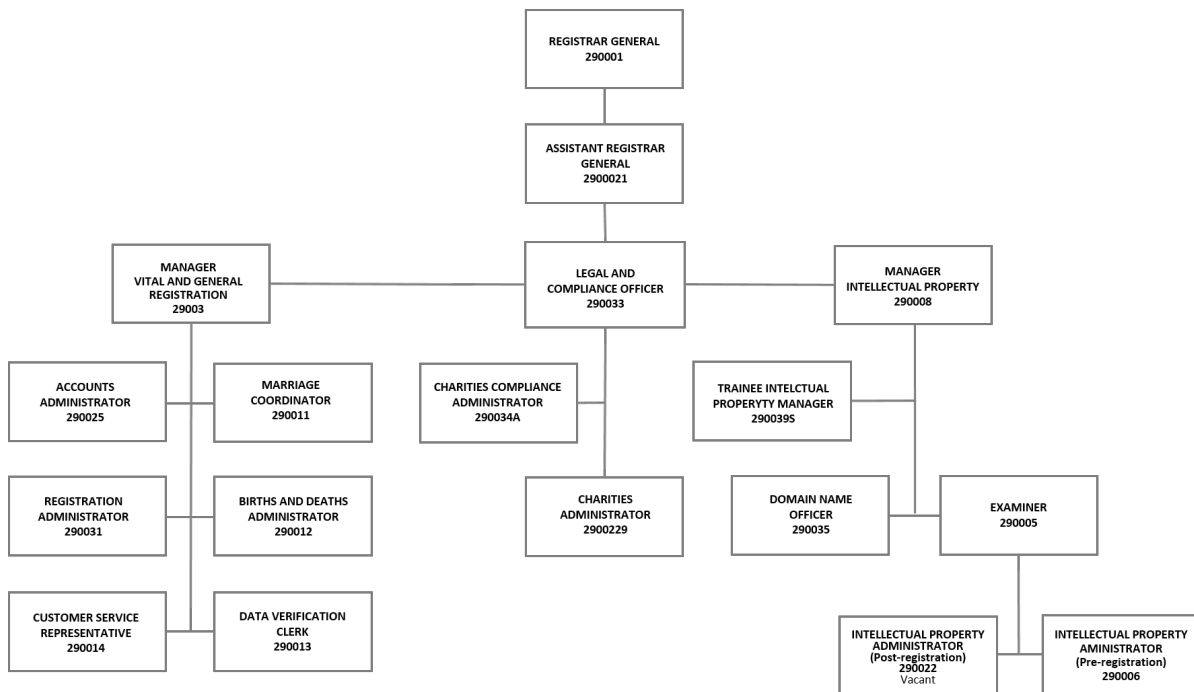 REGISTRAR GENERAL
290001
ASSISTANT REGISTRAR
GENERAL
2900021
MANAGER
VITAL AND GENERAL
REGISTRATION
29003
LEGAL AND
COMPLIANCE OFFICER
290033
MANAGER
INTELLECTUAL PROPERTY
290008
ACCOUNTS
ADMINISTRATOR
290025
MARRIAGE
COORDINATOR
290011
CHARITIES COMPLIANCE
ADMINISTRATOR
290034A
TRAINEE INTELCTUAL
PROPERYTY MANAGER
290039S
REGISTRATION
ADMINISTRATOR
290031
BIRTHS AND DEATHS
ADMINISTRATOR
290012
CHARITIES
ADMINISTRATOR
2900229
DOMAIN NAME
OFFICER
290035
EXAMINER
290005
CUSTOMER SERVICE
REPRESENTATIVE
290014
DATA VERIFICATION
CLERK
290013
INTELLECTUAL PROPERTY
ADMINISTRATOR
(Post-registration)
290022
Vacant
INTELLECTUAL PROPERTY
AMINISTRATOR
(Pre-registration)
290006